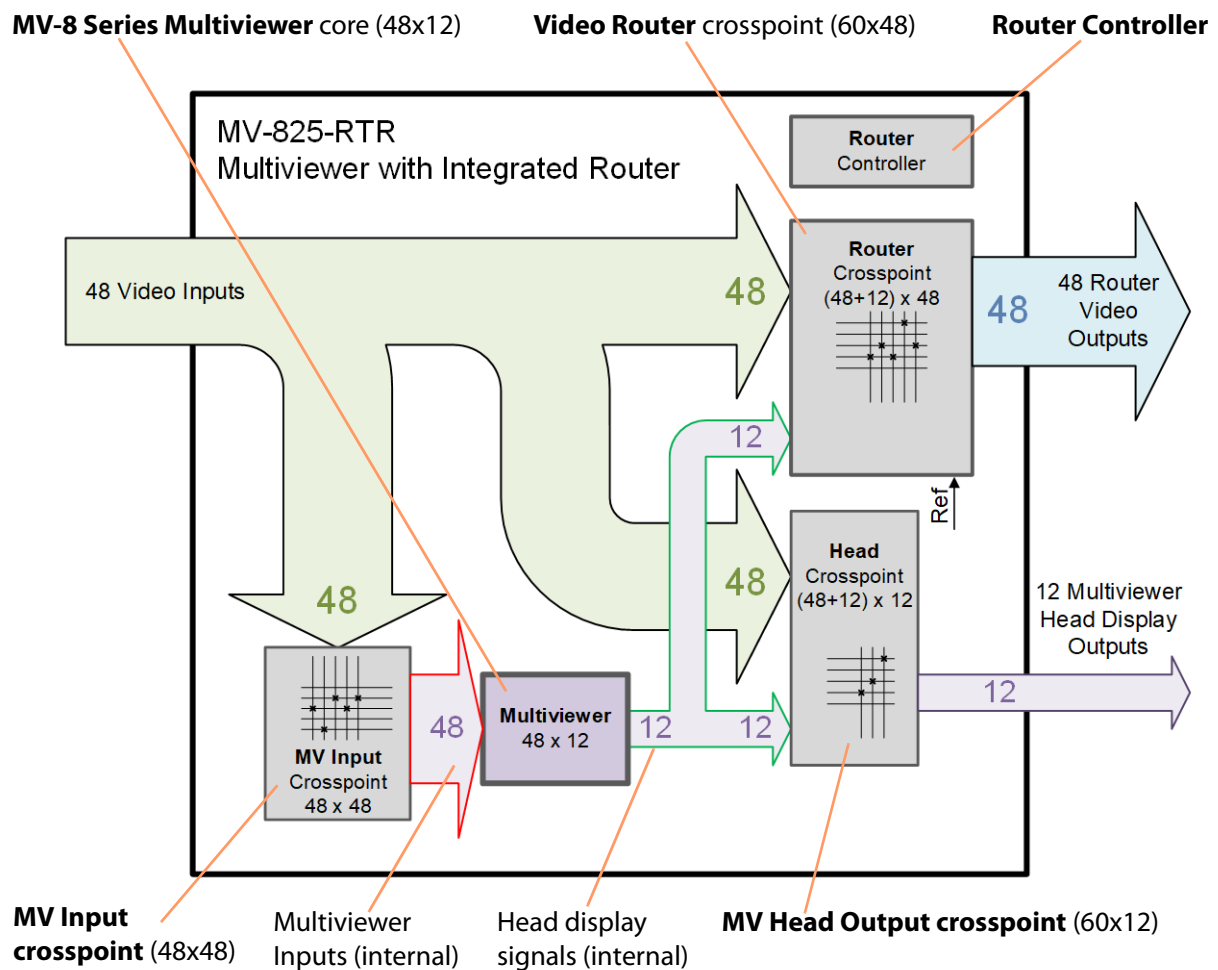 MV-8 Series Multiviewer core (48x12)
Video Router crosspoint (60x48)
Router Controller
MV-825-RTR
Multiviewer with Integrated Router
Router
Controller
48 Video Inputs
48
Router
Crosspoint
(48+12) x 48
48
48 Router
Video
Outputs
12
Ref
48
Head
Crosspoint
(48+12) x 12
48
12 Multiviewer
Head Display
Outputs
12
MV Input
Crosspoint
48 x 48
48
Multiviewer
48 x 12
12
12
MV Input
crosspoint (48x48)
Multiviewer
Inputs (internal)
Head display
signals (internal)
MV Head Output crosspoint (60x12)